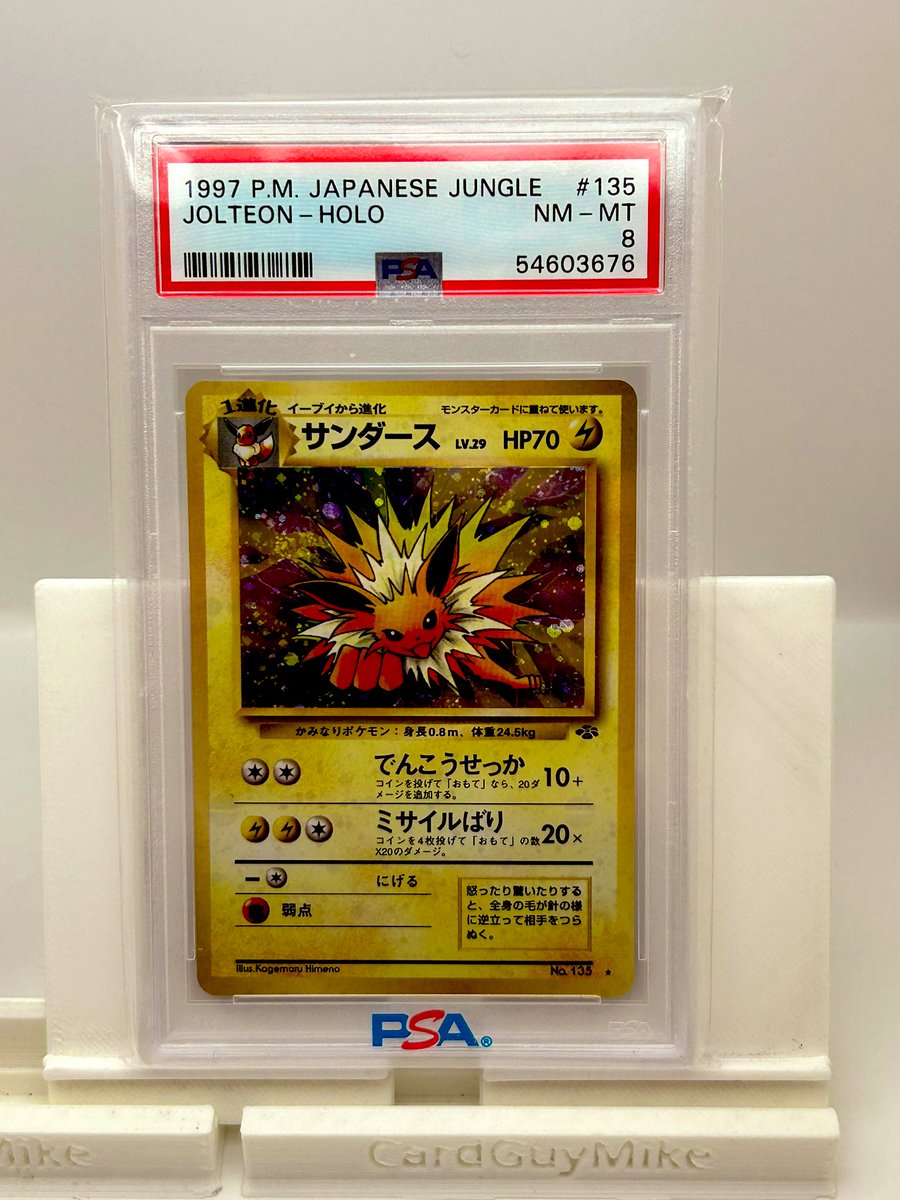 1997 P.M. JAPANESE JUNGLE #135
JOLTEON – HOLO NM – MT
8
54603676
PSA
1進化 イーブイから進化 モンスターカードに重ねて使います。
サンダース LV.29 HP70
かみなりポケモン：身長0.8m、体重24.5kg
でんこうせっか 10+
コインを投げて「おもて」なら、20ダ
メージを追加する。
ミサイルばり 20×
コインを4枚投げて「おもて」の数
X20のダメージ。
にげる
弱点
怒ったり驚いたりする
と、全身の毛が針の様
に逆立って相手をつら
ぬく。
Illus. Kagemaru Himeno No. 135
PSA®
PSA
Mike
CardGuyMike